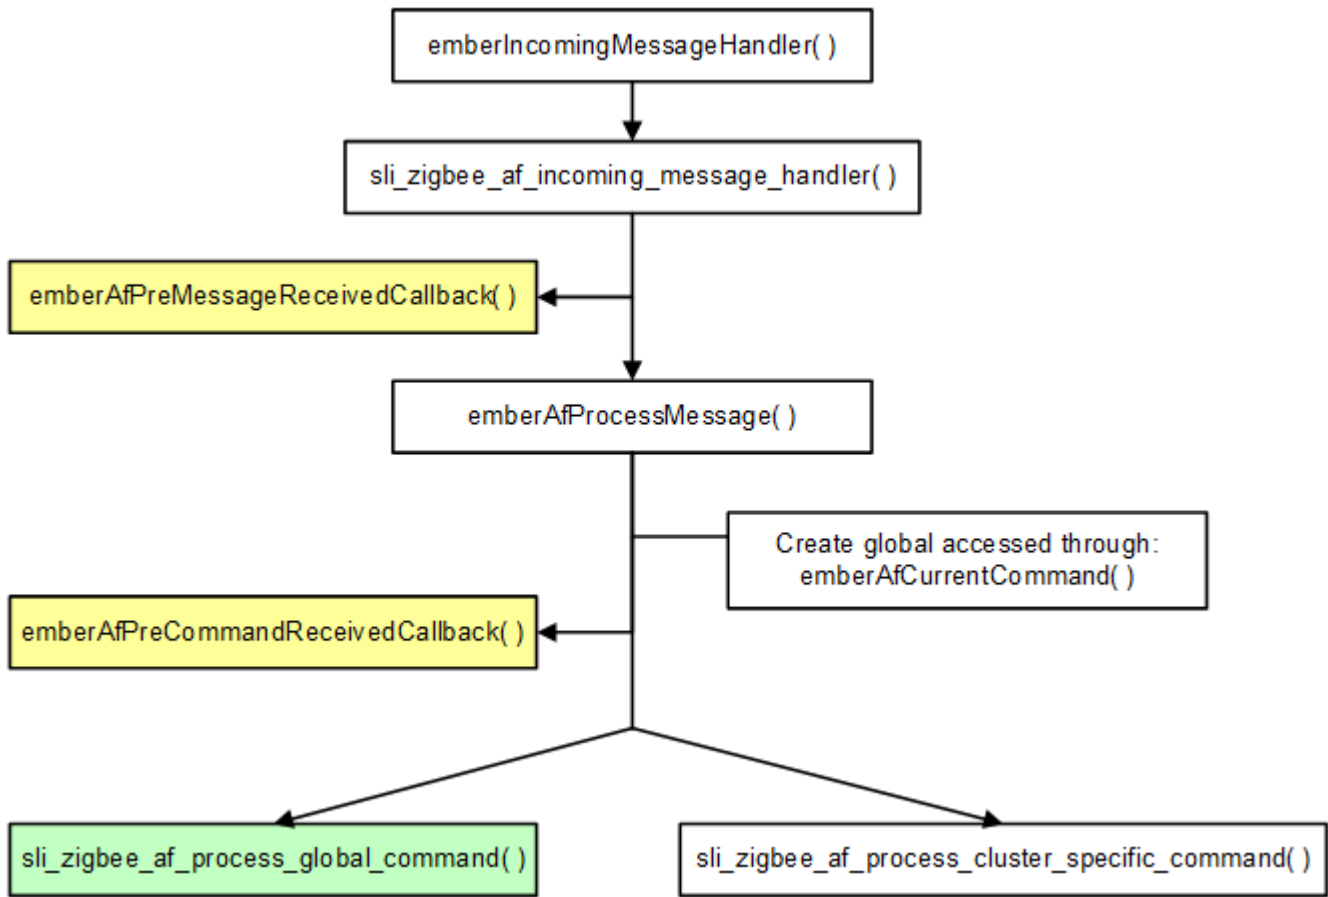 emberIncomingMessageHandler( )
sli_zigbee_af_incoming_message_handler( )
emberAfPreMessageReceivedCallback( )
emberAfProcessMessage( )
Create global accessed through:
emberAfCurrentCommand( )
emberAfPreCommandReceivedCallback( )
sli_zigbee_af_process_global_command( )
sli_zigbee_af_process_cluster_specific_command( )